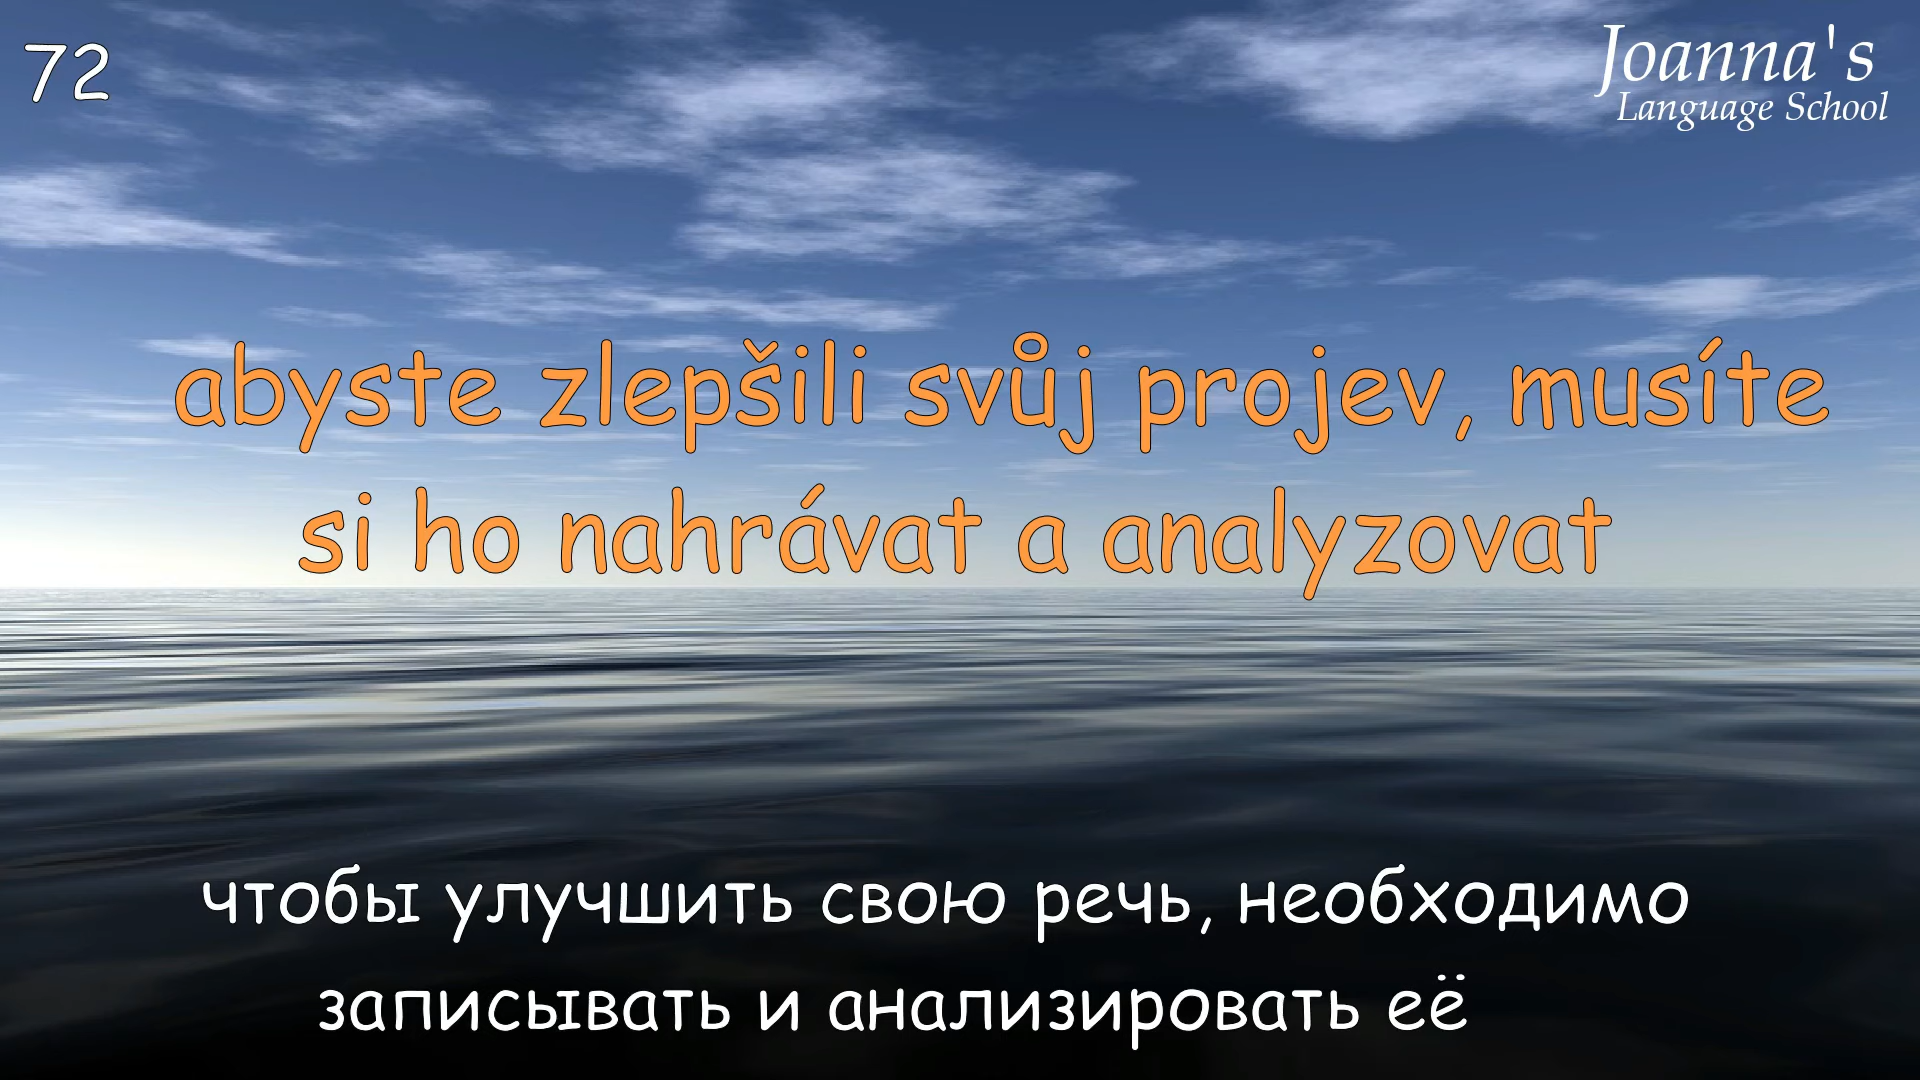 72
Joanna's
Language School
abyste zlepšili svůj projev, musíte
si ho nahrávat a analyzovat
чтобы улучшить свою речь, необходимо
записывать и анализировать её